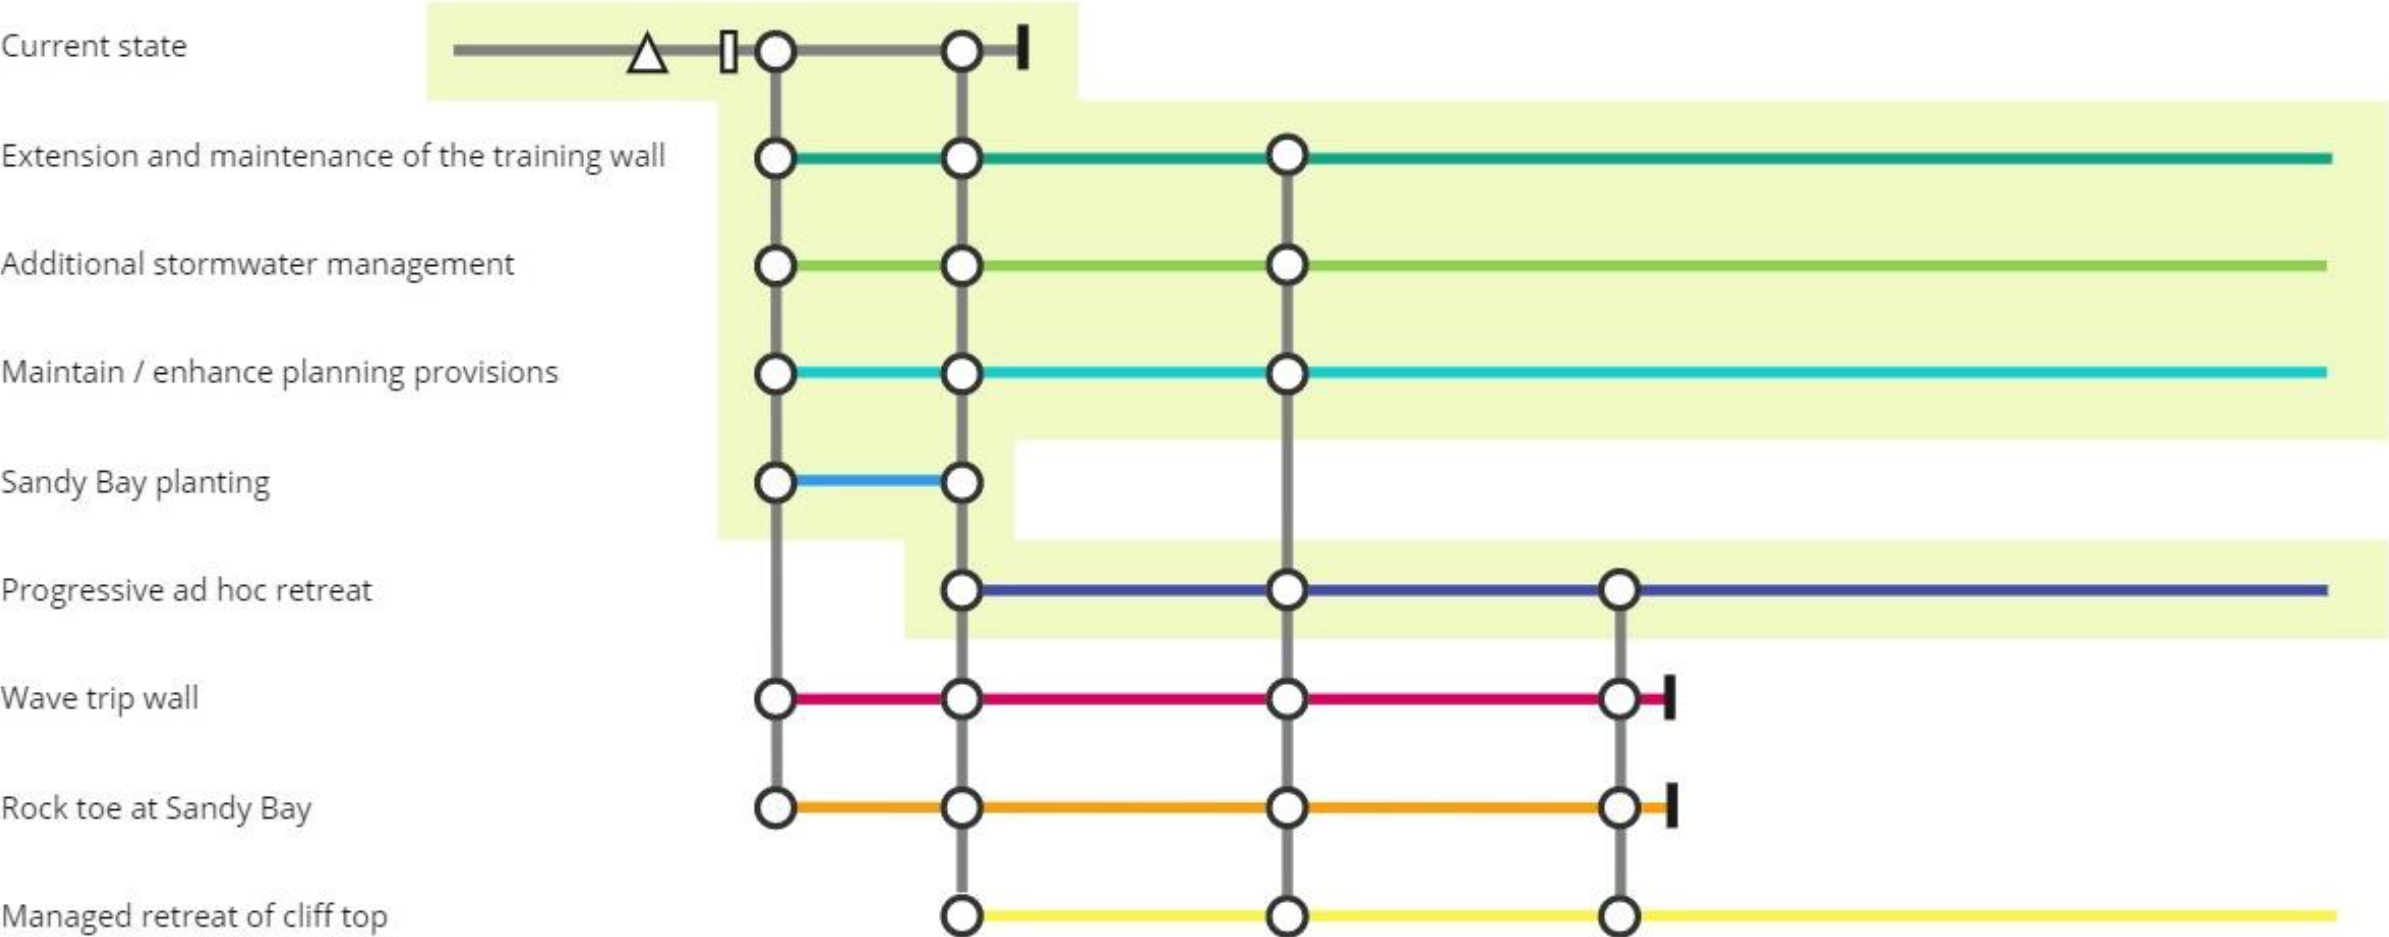 Current state
Extension and maintenance of the training wall
Additional stormwater management
Maintain / enhance planning provisions
Sandy Bay planting
Progressive ad hoc retreat
Wave trip wall
Rock toe at Sandy Bay
Managed retreat of cliff top